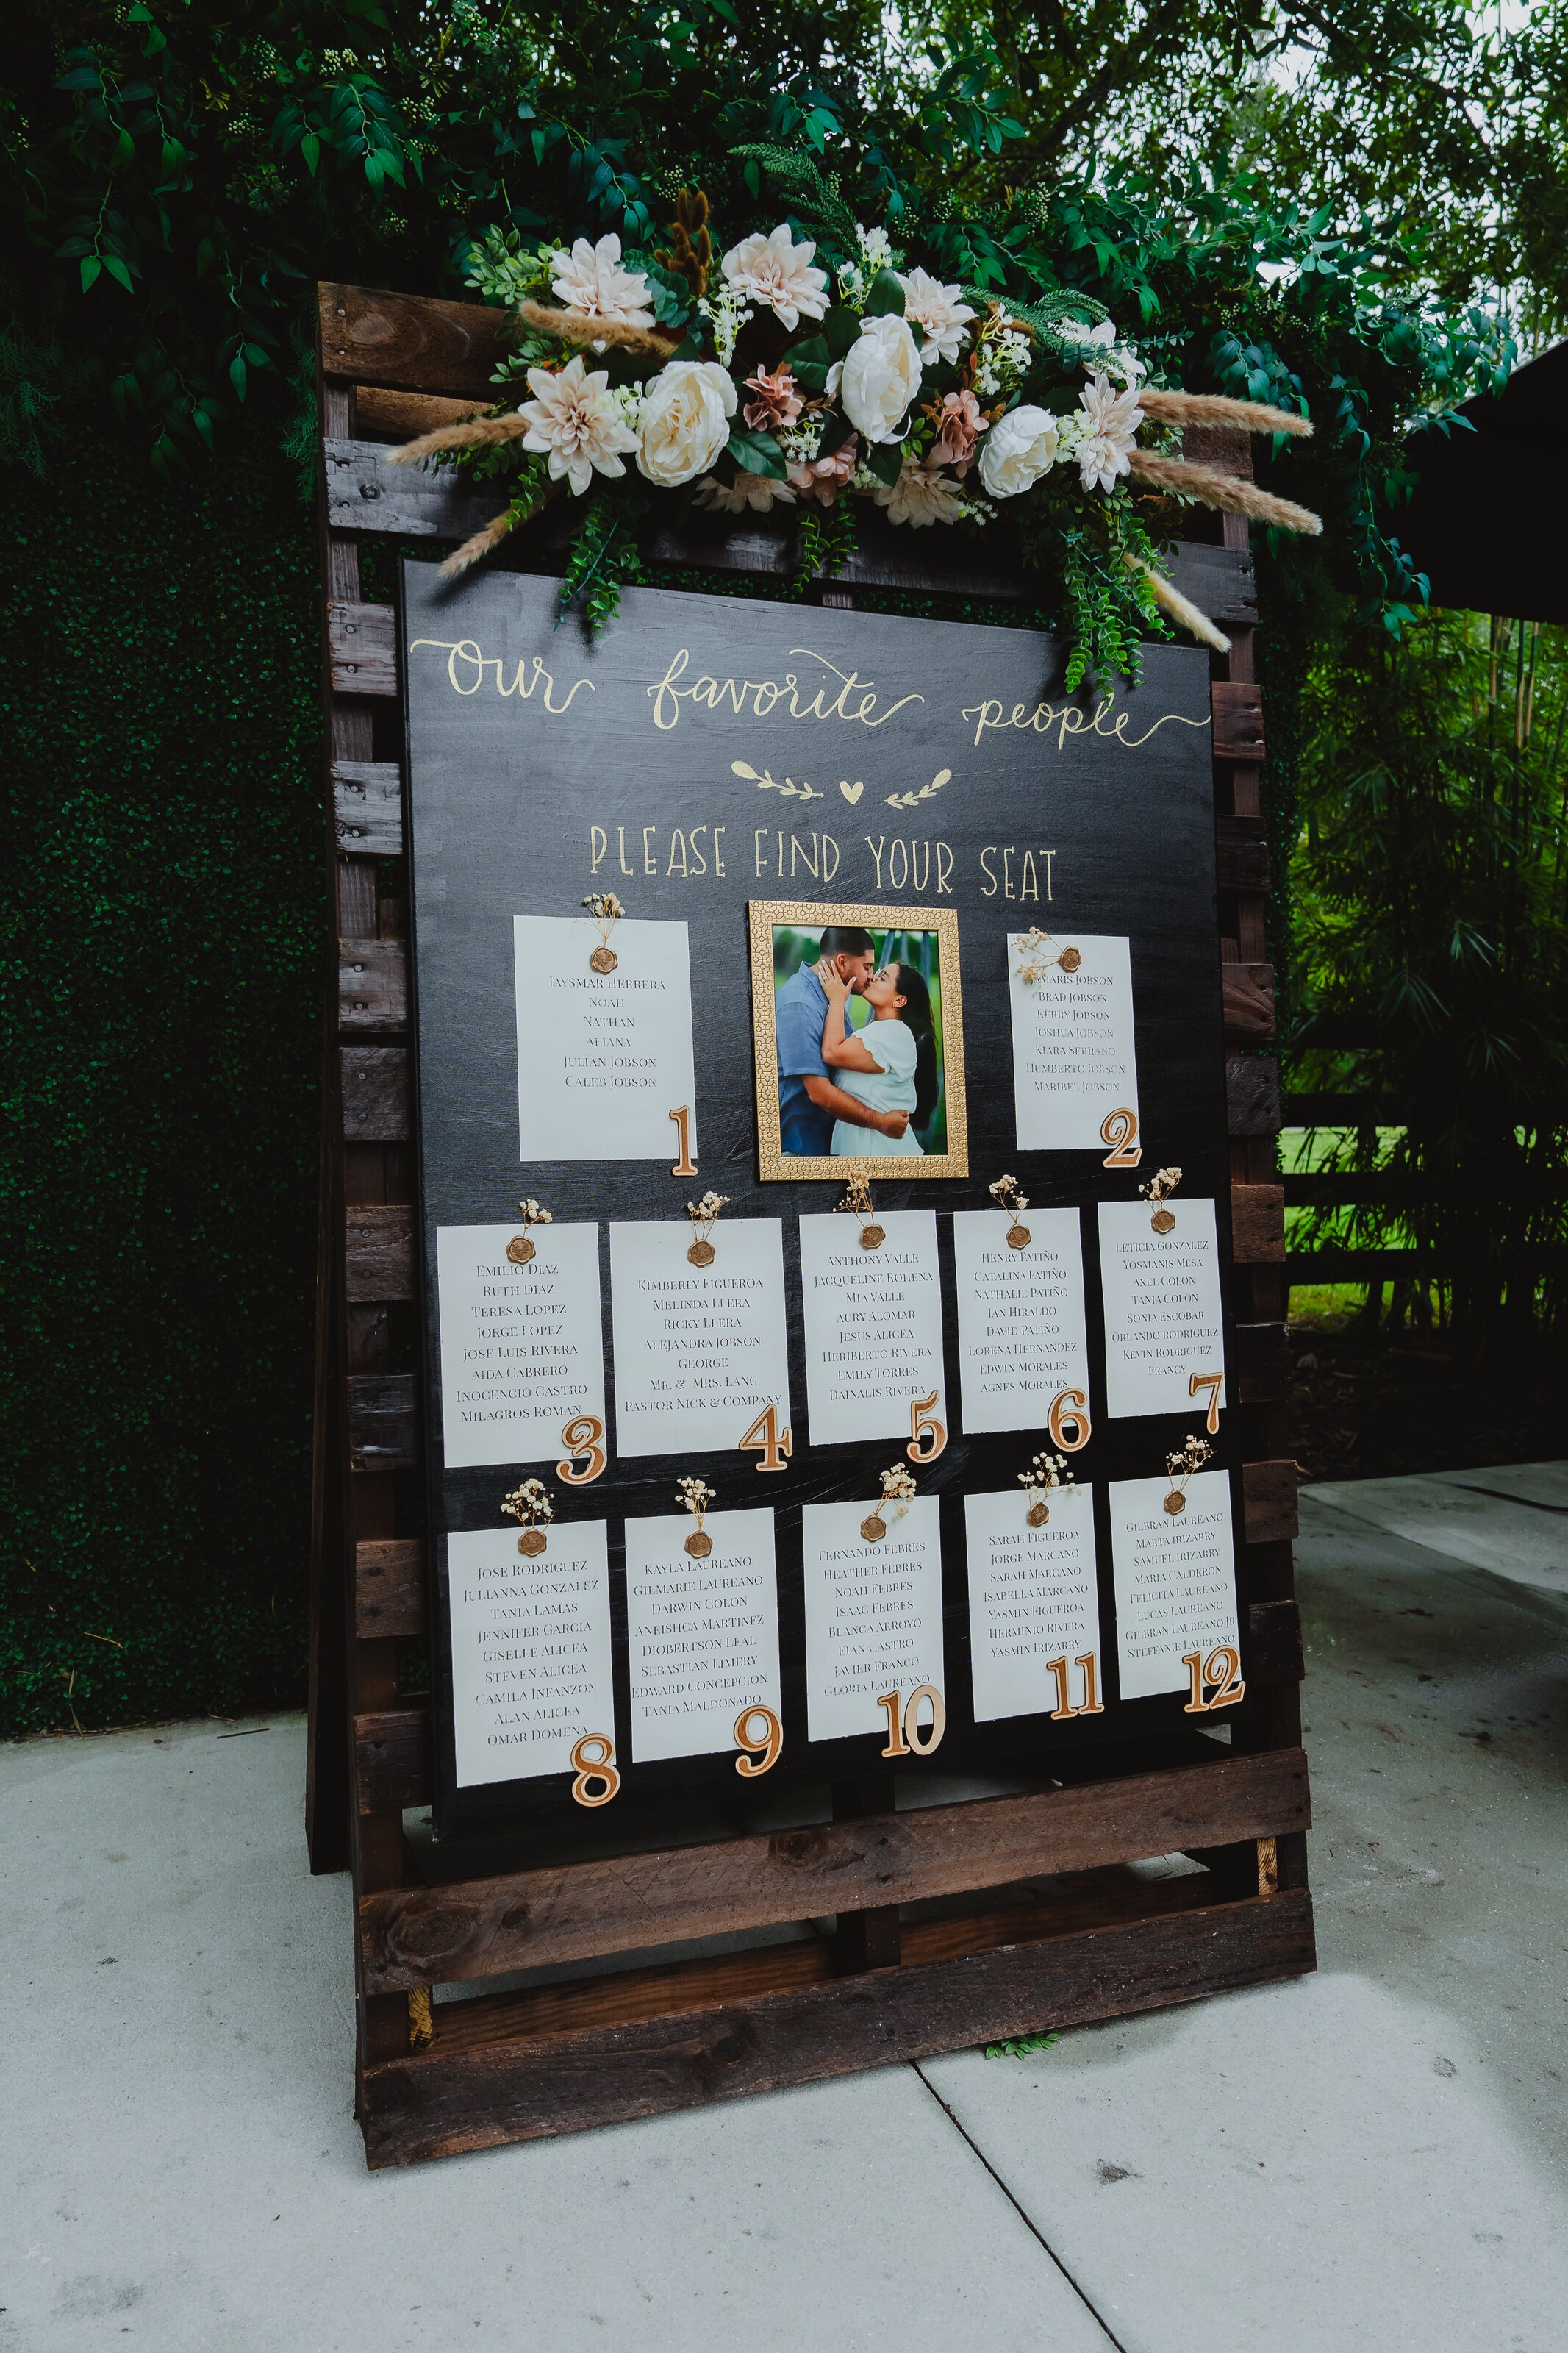 our favorite people
PLEASE FIND YOUR SEAT
JAYSMAR HERRERA
NOAH
NATHAN
ALIANA
JULIAN JOBSON
CALEB JOBSON
1
JOBSON
BRAD JOBSON
KERRY JOBSON
JOSHUA JOBSON
KIARA SERRANO
HUMBERTO JOBSON
MARIBEL JOBSON
2
EMILIO DIAZ
RUTH DIAZ
TERESA LOPEZ
JORGE LOPEZ
JOSE LUIS RIVERA
AIDA CABRERO
INOCENCIO CASTRO
MILAGROS ROMAN
3
KIMBERLY FIGUEROA
MELINDA LLERA
RICKY LLERA
ALEJANDRA JOBSON
GEORGE
MR. & MRS. LANG
PASTOR NICK & COMPANY
4
ANTHONY VALLE
JACQUELINE ROHENA
MIA VALLE
AURY ALOMAR
JESUS ALICEA
HERIBERTO RIVERA
EMILY TORRES
DAINALIS RIVERA
5
HENRY PATIÑO
CATALINA PATIÑO
NATHALIE PATIÑO
IAN HIRALDO
DAVID PATIÑO
LORENA HERNANDEZ
EDWIN MORALES
AGNES MORALES
6
LETICIA GONZALEZ
YOSMANIS MESA
AXEL COLON
TANIA COLON
SONIA ESCOBAR
ORLANDO RODRIGUEZ
KEVIN RODRIGUEZ
FRANCY
7
JOSE RODRIGUEZ
JULIANNA GONZALEZ
TANIA LAMAS
JENNIFER GARCIA
GISELLE ALICEA
STEVEN ALICEA
CAMILA INFANZON
ALAN ALICEA
OMAR DOMENA
8
KAYLA LAUREANO
GILMARIE LAUREANO
DARWIN COLON
ANEISHCA MARTINEZ
DIOBERTSON LEAL
SEBASTIAN LIMERY
EDWARD CONCEPCION
TANIA MALDONADO
9
FERNANDO FEBRES
HEATHER FEBRES
NOAH FEBRES
ISAAC FEBRES
BLANCA ARROYO
CASTRO
JAVIER FRANCO
GLORIA LAUREANO
10
SARAH FIGUEROA
JORGE MARCANO
SARAH MARCANO
ISABELLA MARCANO
YASMIN FIGUEROA
HERMINIO RIVERA
YASMIN IRIZARRY
11
GILBRAN LAUREANO
MARTA IRIZARRY
SAMUEL IRIZARRY
MARIA CALDERON
FELICITA LAUREANO
LUCAS LAUREANO
GILBRAN LAUREANO JR
STEFFANIE LAUREANO
12